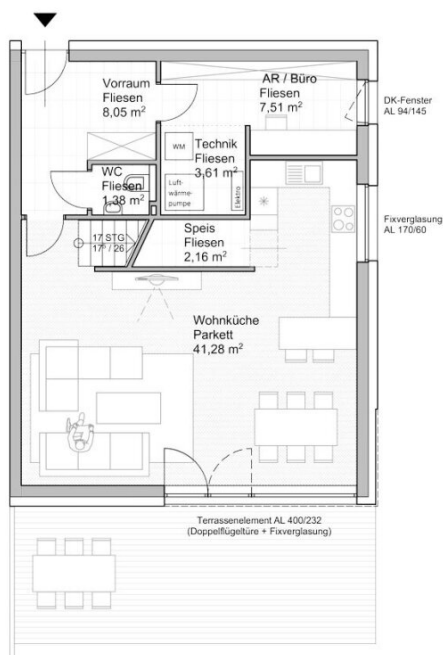 Vorraum
Fliesen
8,05 m²
AR / Büro
Fliesen
7,51 m²
DK-Fenster
AL 94/145
WM
Technik
Fliesen
3,61 m²
WC
Fliesen
1,38 m²
Luft-
wärme-
pumpe
Elektro
Fixverglasung
AL 170/60
Speis
Fliesen
2,16 m²
17 STG
17⁵ / 26
Wohnküche
Parkett
41,28 m²
Terrassenelement AL 400/232
(Doppelflügeltüre + Fixverglasung)